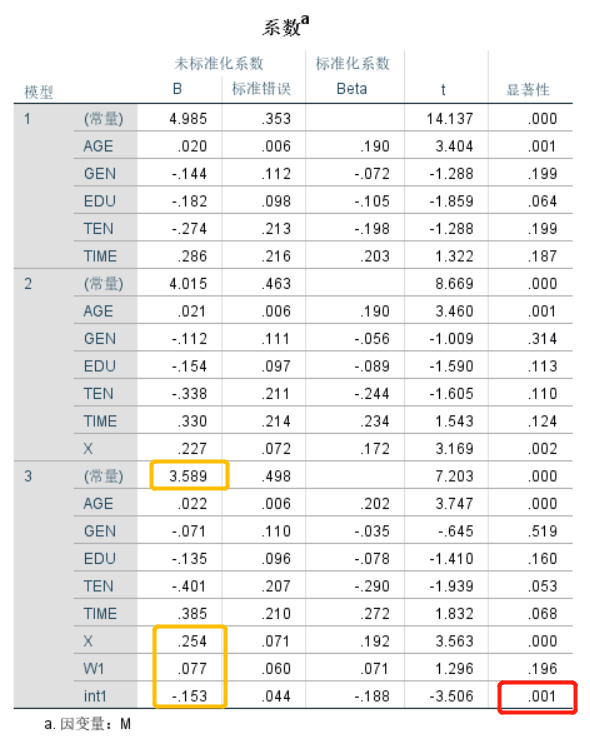 系数a
未标准化系数 标准化系数
模型 B 标准错误 Beta t 显著性
1 (常量) 4.985 .353 14.137 .000
AGE .020 .006 .190 3.404 .001
GEN -.144 .112 -.072 -1.288 .199
EDU -.182 .098 -.105 -1.859 .064
TEN -.274 .213 -.198 -1.288 .199
TIME .286 .216 .203 1.322 .187
2 (常量) 4.015 .463 8.669 .000
AGE .021 .006 .190 3.460 .001
GEN -.112 .111 -.056 -1.009 .314
EDU -.154 .097 -.089 -1.590 .113
TEN -.338 .211 -.244 -1.605 .110
TIME .330 .214 .234 1.543 .124
X .227 .072 .172 3.169 .002
3 (常量) 3.589 .498 7.203 .000
AGE .022 .006 .202 3.747 .000
GEN -.071 .110 -.035 -.645 .519
EDU -.135 .096 -.078 -1.410 .160
TEN -.401 .207 -.290 -1.939 .053
TIME .385 .210 .272 1.832 .068
X .254 .071 .192 3.563 .000
W1 .077 .060 .071 1.296 .196
int1 -.153 .044 -.188 -3.506 .001
a. 因变量：M